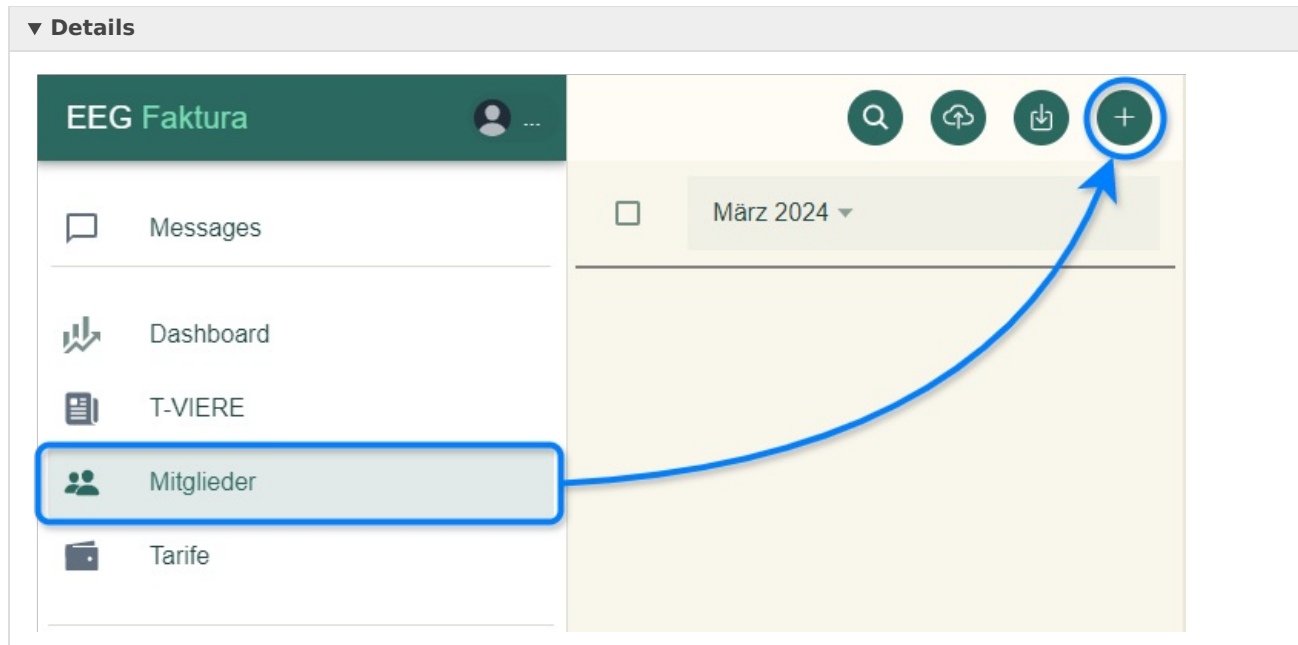 Details
EEG Faktura
...
Messages
März 2024
Dashboard
T-VIERE
Mitglieder
Tarife